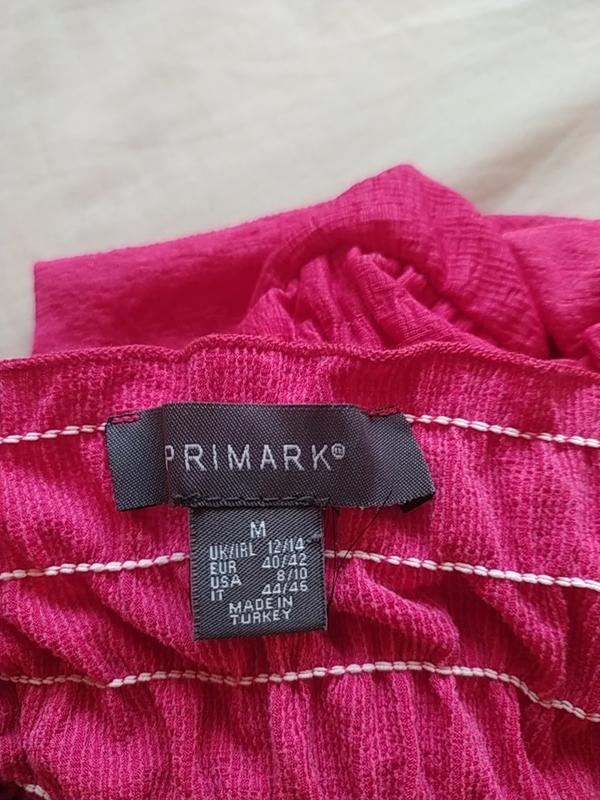 PRIMARK®
M
UK/IRL 12/14
EUR 40/42
USA 8/10
IT 44/46
MADE IN
TURKEY